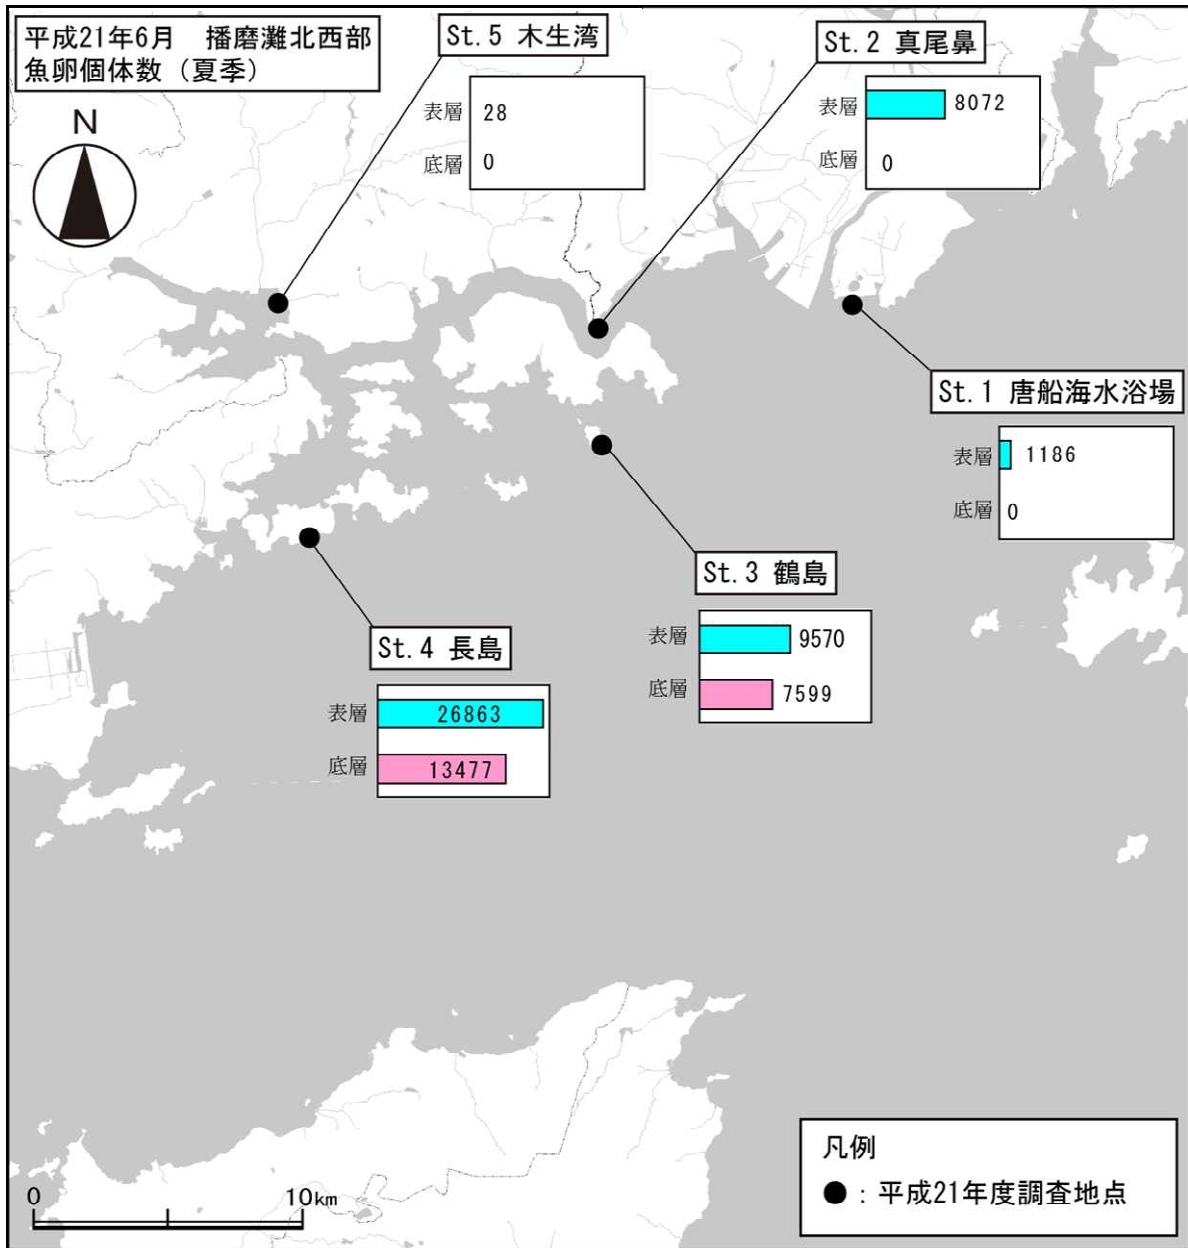 平成21年6月　播磨灘北西部
魚卵個体数（夏季）
N
St.5 木生湾
表層 28
底層 0
St.2 真尾鼻
表層 8072
底層 0
St.1 唐船海水浴場
表層 1186
底層 0
St.3 鶴島
表層 9570
底層 7599
St.4 長島
表層 26863
底層 13477
凡例
●：平成21年度調査地点
0 10km